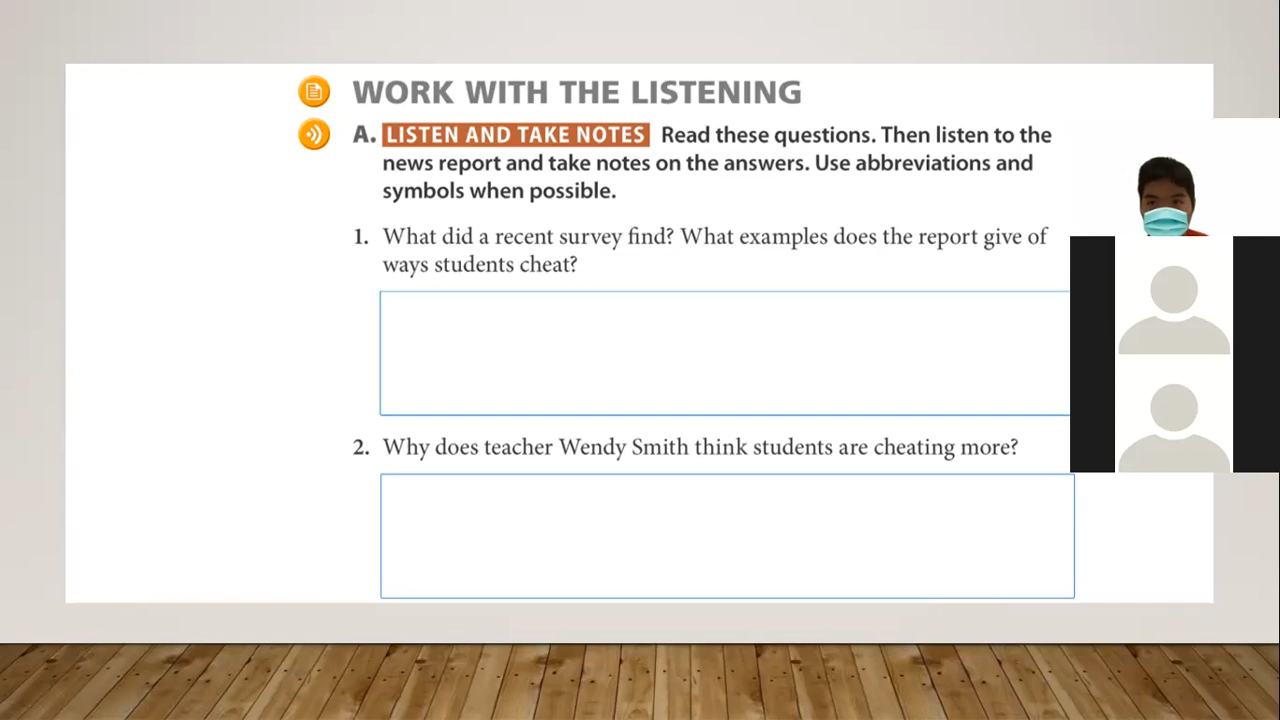 WORK WITH THE LISTENING
A. LISTEN AND TAKE NOTES Read these questions. Then listen to the
news report and take notes on the answers. Use abbreviations and
symbols when possible.
1. What did a recent survey find? What examples does the report give of
ways students cheat?
2. Why does teacher Wendy Smith think students are cheating more?